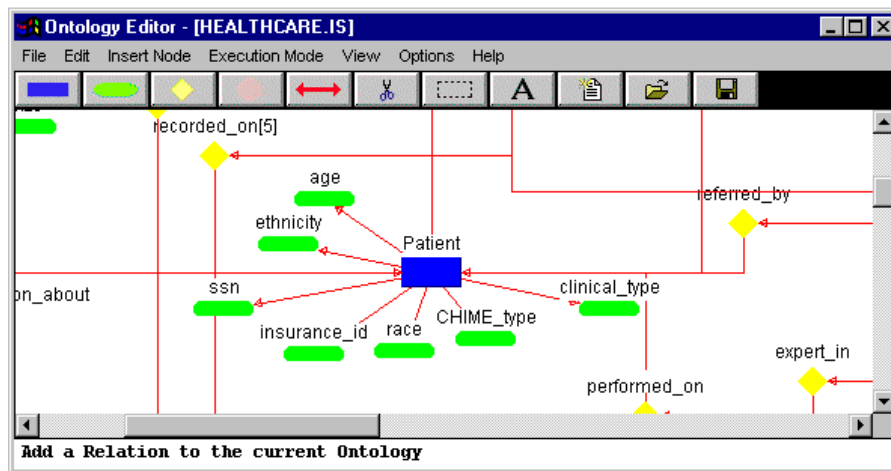 Ontology Editor - [HEALTHCARE.IS]
File Edit Insert Node Execution Mode View Options Help
A
recorded_on[5]
age
referred_by
ethnicity
Patient
ssn
clinical_type
on_about
CHIME_type
insurance_id
race
expert_in
performed_on
Add a Relation to the current Ontology